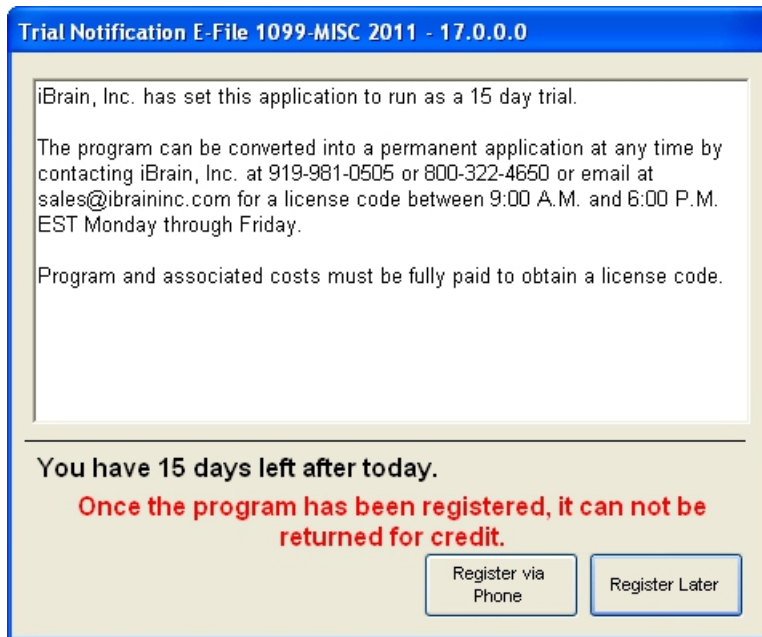 Trial Notification E-File 1099-MISC 2011 - 17.0.0.0
iBrain, Inc. has set this application to run as a 15 day trial.
The program can be converted into a permanent application at any time by
contacting iBrain, Inc. at 919-981-0505 or 800-322-4650 or email at
sales@ibraininc.com for a license code between 9:00 A.M. and 6:00 P.M.
EST Monday through Friday.
Program and associated costs must be fully paid to obtain a license code.
You have 15 days left after today.
Once the program has been registered, it can not be
returned for credit.
Register via
Phone
Register Later